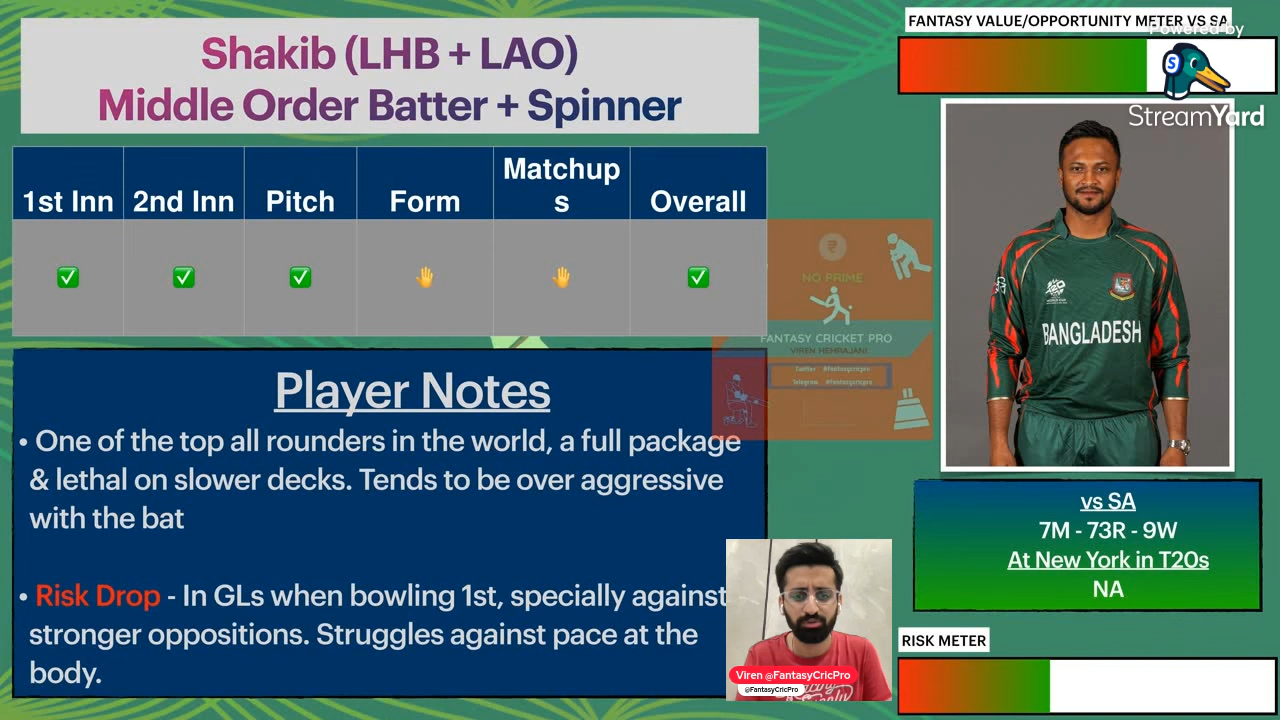 FANTASY VALUE/OPPORTUNITY METER VS SA
Powered by
StreamYard
Shakib (LHB + LAO)
Middle Order Batter + Spinner
1st Inn 2nd Inn Pitch Form Matchup
s Overall
NO PRIME
FANTASY CRICKET PRO
VIREN HEMRAJANI
Twitter #fantasycricpro
Telegram #fantasycricpro
BANGLADESH
Player Notes
• One of the top all rounders in the world, a full package
& lethal on slower decks. Tends to be over aggressive
with the bat
• Risk Drop - In GLs when bowling 1st, specially against
stronger oppositions. Struggles against pace at the
body.
vs SA
7M - 73R - 9W
At New York in T20s
NA
RISK METER
Viren @FantasyCricPro
@FantasyCricPro